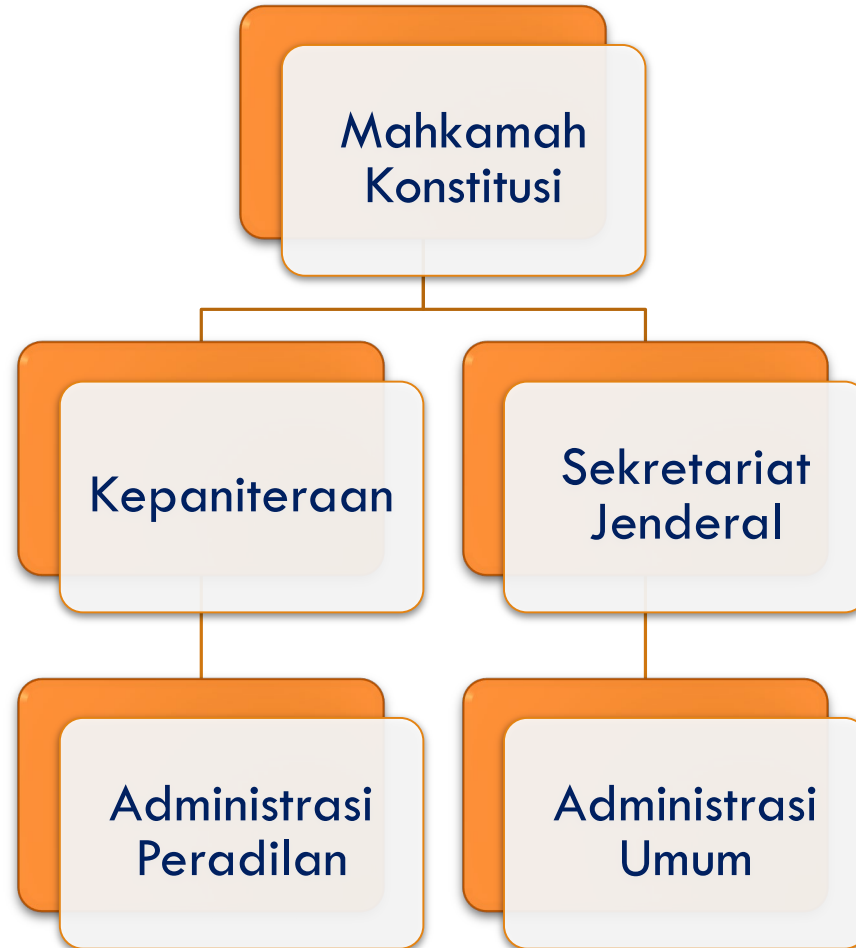 Mahkamah
Konstitusi
Kepaniteraan
Sekretariat
Jenderal
Administrasi
Peradilan
Administrasi
Umum